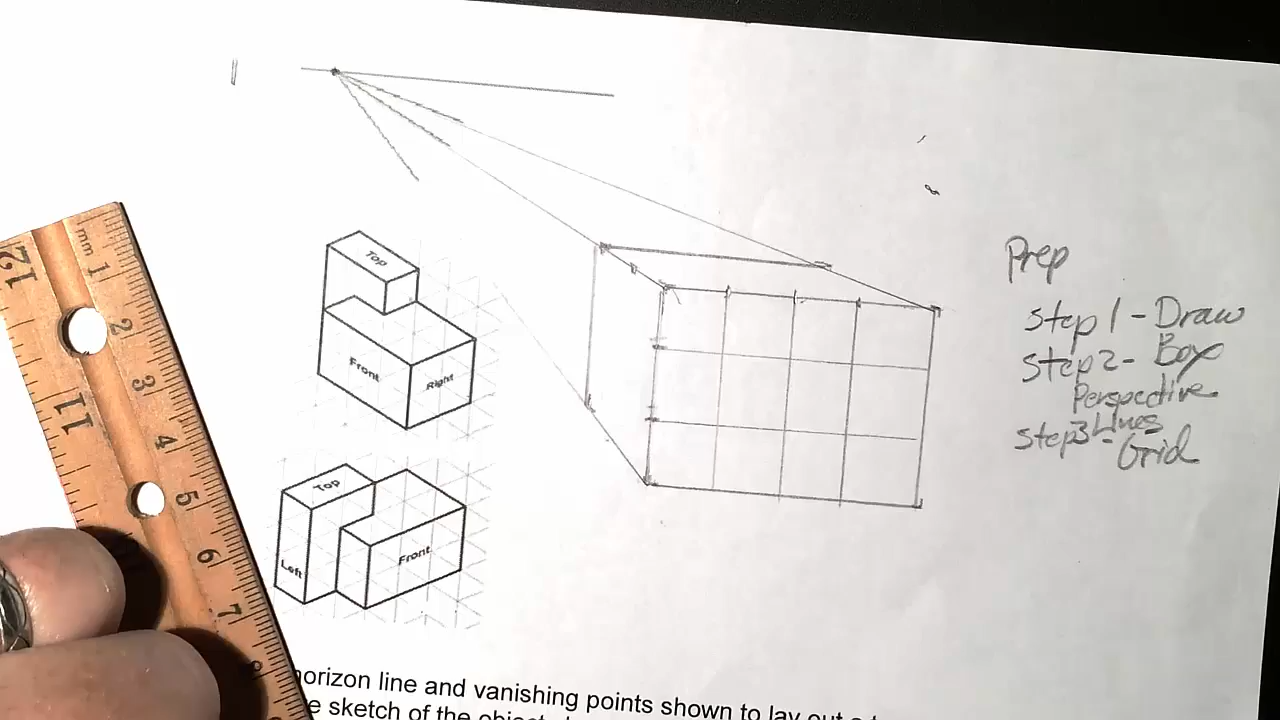 Top
Front
Right
Top
Left
Front
Prep
Step 1 - Draw
Step 2 - Box
Perspective
Lines
Step 3 - Grid
horizon line and vanishing points shown to lay out a
e sketch of the
12
11
mm 1
2
3
4
5
6
7
8